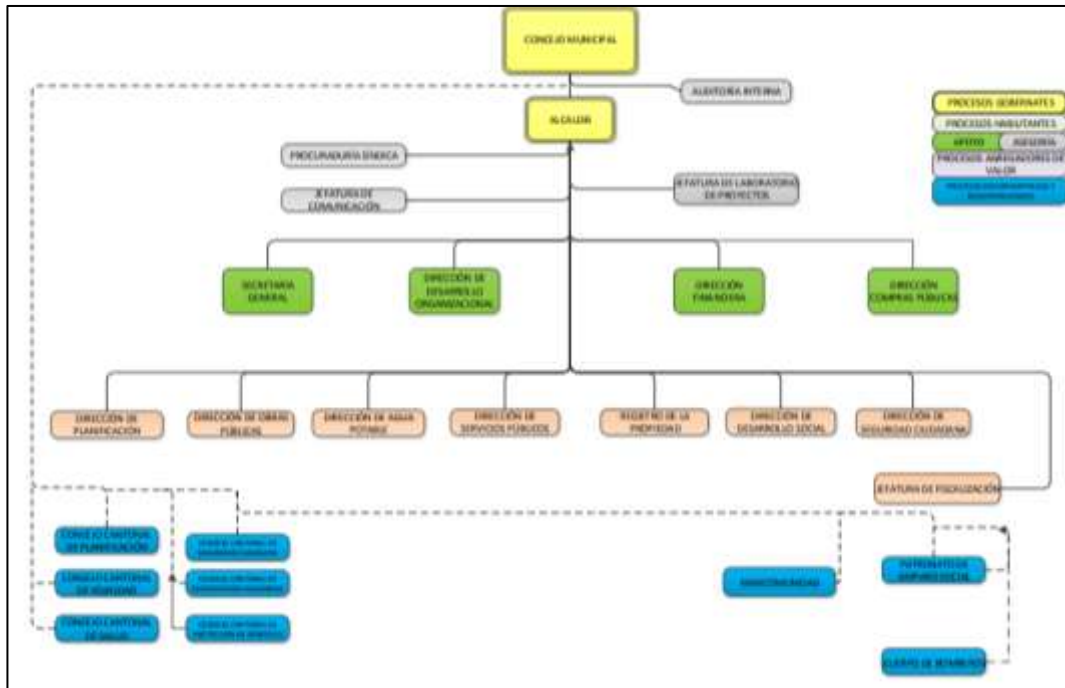 CONCEJO MUNICIPAL
AUDITORÍA INTERNA
ALCALDÍA
PROCESOS GOBERNATES
PROCESOS HABILITANTES
APOYO
ASESORÍA
PROCESOS AGREGADORES DE
VALOR
PROCURADURÍA SÍNDICA
JEFATURA DE
COMUNICACIÓN
JEFATURA DE LABORATORIO
DE PROYECTOS
SECRETARÍA
GENERAL
DIRECCIÓN DE
DESARROLLO
ORGANIZACIONAL
DIRECCIÓN
FINANCIERA
DIRECCIÓN
COMPRAS PÚBLICAS
DIRECCIÓN DE
PLANIFICACIÓN
DIRECCIÓN DE OBRAS
PÚBLICAS
DIRECCIÓN DE AGUA
POTABLE
DIRECCIÓN DE
SERVICIOS PÚBLICOS
REGISTRO DE LA
PROPIEDAD
DIRECCIÓN DE
DESARROLLO SOCIAL
DIRECCIÓN DE
SEGURIDAD CIUDADANA
JEFATURA DE FISCALIZACIÓN
CONSEJO CANTONAL
DE PLANIFICACIÓN
CONSEJO CANTONAL
CONSEJO CANTONAL
DE SALUD
MANCOMUNIDAD
PATRONATO DE
AMPARO SOCIAL
CUERPO DE BOMBEROS